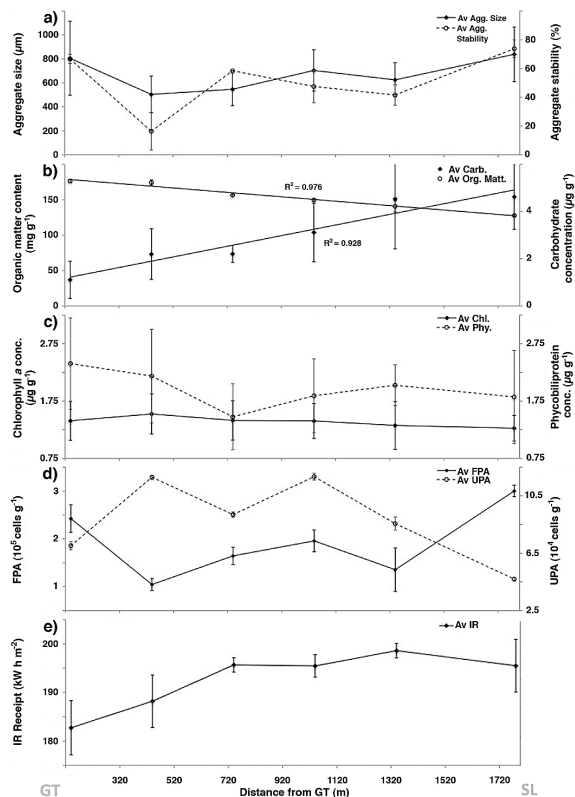 a)
Av Agg. Size
Av Agg. Stability
Aggregate size (µm)
1000
800
600
400
200
0
Aggregate stability (%)
80
60
40
20
0
b)
Av Carb.
Av Org. Matt.
R² = 0.976
R² = 0.928
Organic matter content (mg g⁻¹)
150
100
50
0
Carbohydrate concentration (µg g⁻¹)
4
2
0
c)
Av Chl.
Av Phy.
Chlorophyll a conc. (µg g⁻¹)
2.75
1.75
0.75
Phycobiliprotein conc. (µg g⁻¹)
2.75
1.75
0.75
d)
Av FPA
Av UPA
FPA (10⁵ cells g⁻¹)
3
2
1
UPA (10⁴ cells g⁻¹)
10.5
6.5
2.5
e)
Av IR
IR Receipt (kW h m⁻²)
200
190
180
320 520 720 920 1120 1320 1520 1720
GT Distance from GT (m) SL